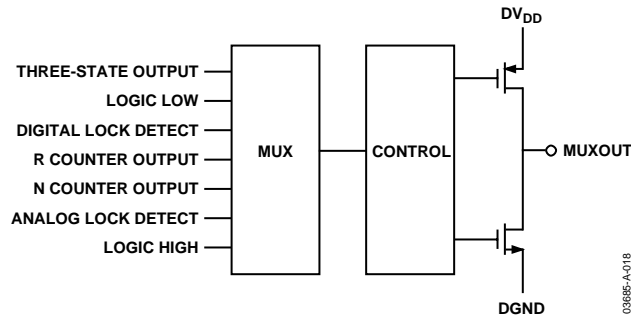 DVDD
THREE-STATE OUTPUT
LOGIC LOW
DIGITAL LOCK DETECT
R COUNTER OUTPUT
N COUNTER OUTPUT
ANALOG LOCK DETECT
LOGIC HIGH
MUX
CONTROL
MUXOUT
DGND
03685-A-018